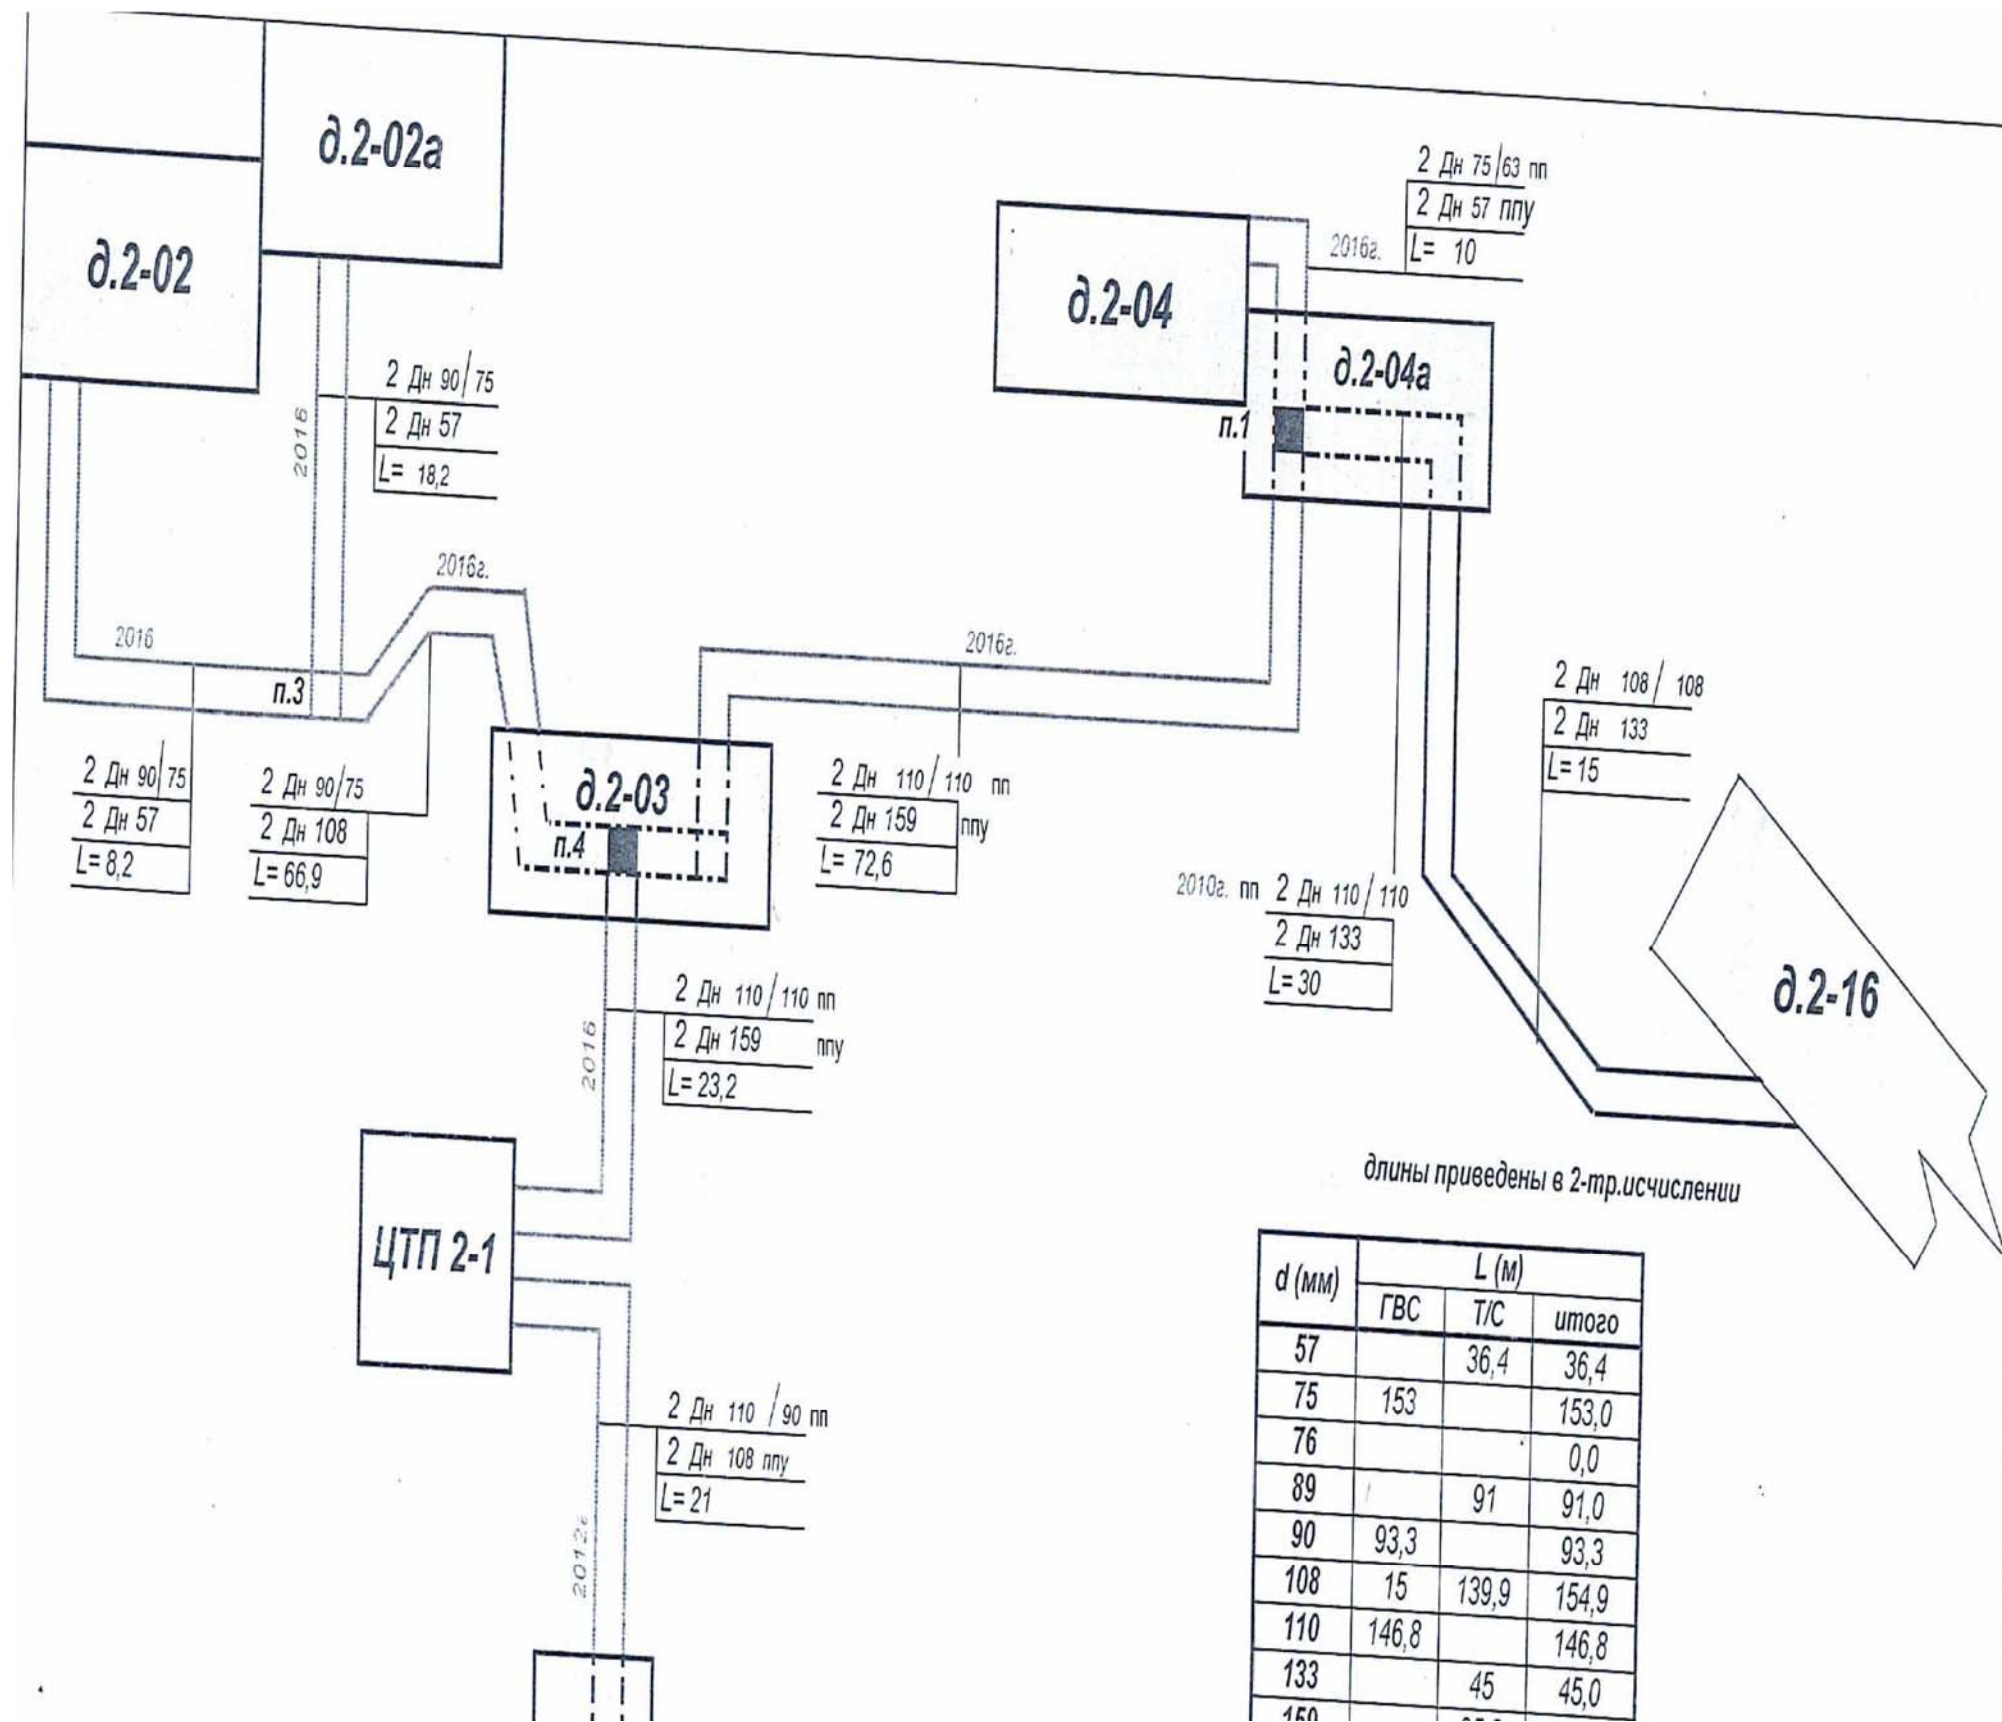 д.2-02а
д.2-02
2 Дн 90/75
2 Дн 57
L= 18,2
2016
2016г.
2016
п.3
2 Дн 90/75
2 Дн 57
L= 8,2
2 Дн 90/75
2 Дн 108
L= 66,9
д.2-03
п.4
2 Дн 75/63 пп
2 Дн 57 ппу
L= 10
2016г.
д.2-04
д.2-04а
п.1
2016г.
2 Дн 110/110 пп
2 Дн 159 ппу
L= 72,6
2 Дн 108/ 108
2 Дн 133
L= 15
2010г. пп 2 Дн 110/110
2 Дн 133
L= 30
д.2-16
2 Дн 110/110 пп
2 Дн 159 ппу
L= 23,2
2016
ЦТП 2-1
2 Дн 110 /90 пп
2 Дн 108 ппу
L= 21
2012г
длины приведены в 2-тр.исчислении
d (мм) L (м)
ГВС Т/С итого
57 36,4 36,4
75 153 153,0
76 0,0
89 91 91,0
90 93,3 93,3
108 15 139,9 154,9
110 146,8 146,8
133 45 45,0
159